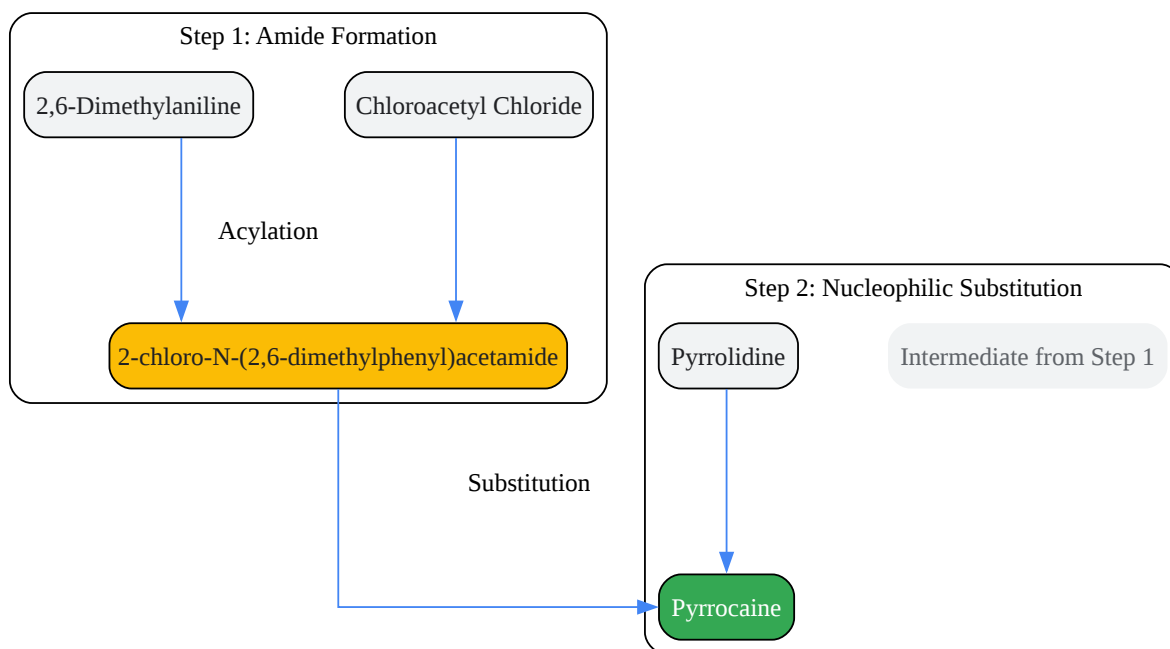 Step 1: Amide Formation
2,6-Dimethylaniline
Chloroacetyl Chloride
Acylation
2-chloro-N-(2,6-dimethylphenyl)acetamide
Step 2: Nucleophilic Substitution
Pyrrolidine
Intermediate from Step 1
Substitution
Pyrrocaine